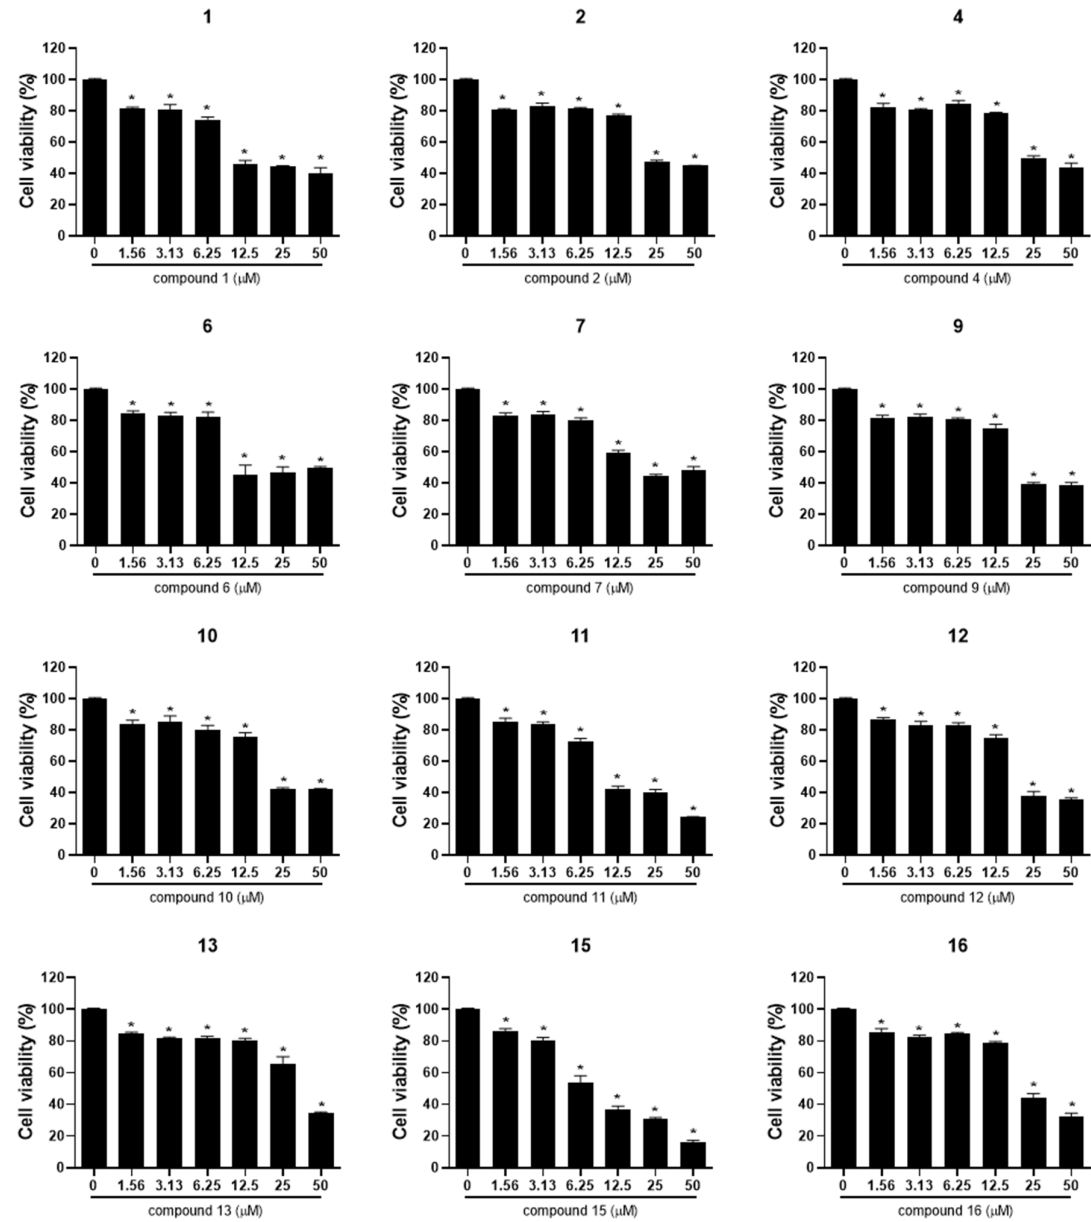 1
Cell viability (%)
120
100
80
60
40
20
0
* * * * * *
0 1.56 3.13 6.25 12.5 25 50
compound 1 (μM)
2
Cell viability (%)
120
100
80
60
40
20
0
* * * * * *
0 1.56 3.13 6.25 12.5 25 50
compound 2 (μM)
4
Cell viability (%)
120
100
80
60
40
20
0
* * * * * *
0 1.56 3.13 6.25 12.5 25 50
compound 4 (μM)
6
Cell viability (%)
120
100
80
60
40
20
0
* * * * * *
0 1.56 3.13 6.25 12.5 25 50
compound 6 (μM)
7
Cell viability (%)
120
100
80
60
40
20
0
* * * * * *
0 1.56 3.13 6.25 12.5 25 50
compound 7 (μM)
9
Cell viability (%)
120
100
80
60
40
20
0
* * * * * *
0 1.56 3.13 6.25 12.5 25 50
compound 9 (μM)
10
Cell viability (%)
120
100
80
60
40
20
0
* * * * * *
0 1.56 3.13 6.25 12.5 25 50
compound 10 (μM)
11
Cell viability (%)
120
100
80
60
40
20
0
* * * * * *
0 1.56 3.13 6.25 12.5 25 50
compound 11 (μM)
12
Cell viability (%)
120
100
80
60
40
20
0
* * * * * *
0 1.56 3.13 6.25 12.5 25 50
compound 12 (μM)
13
Cell viability (%)
120
100
80
60
40
20
0
* * * * * *
0 1.56 3.13 6.25 12.5 25 50
compound 13 (μM)
15
Cell viability (%)
120
100
80
60
40
20
0
* * * * * *
0 1.56 3.13 6.25 12.5 25 50
compound 15 (μM)
16
Cell viability (%)
120
100
80
60
40
20
0
* * * * * *
0 1.56 3.13 6.25 12.5 25 50
compound 16 (μM)